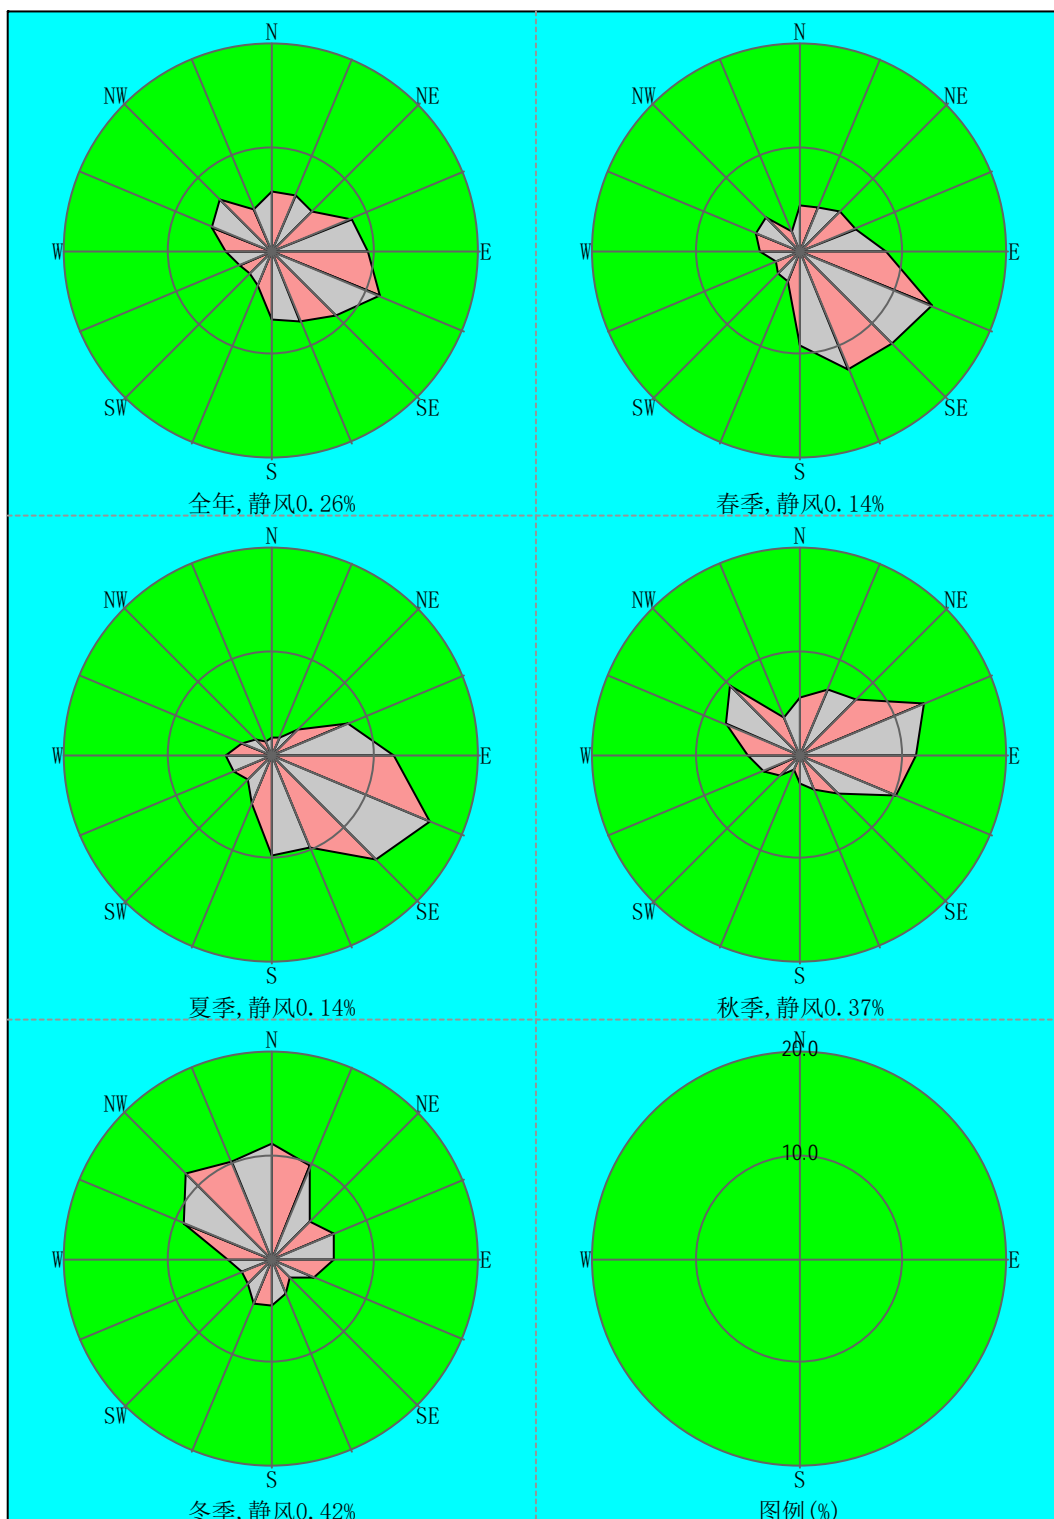 N
NW NE
W E
SW SE
S
全年,静风0.26%
N
NW NE
W E
SW SE
S
春季,静风0.14%
N
NW NE
W E
SW SE
S
夏季,静风0.14%
N
NW NE
W E
SW SE
S
秋季,静风0.37%
N
NW NE
W E
SW SE
S
冬季,静风0.42%
N
20.0
10.0
W E
S
图例(%)